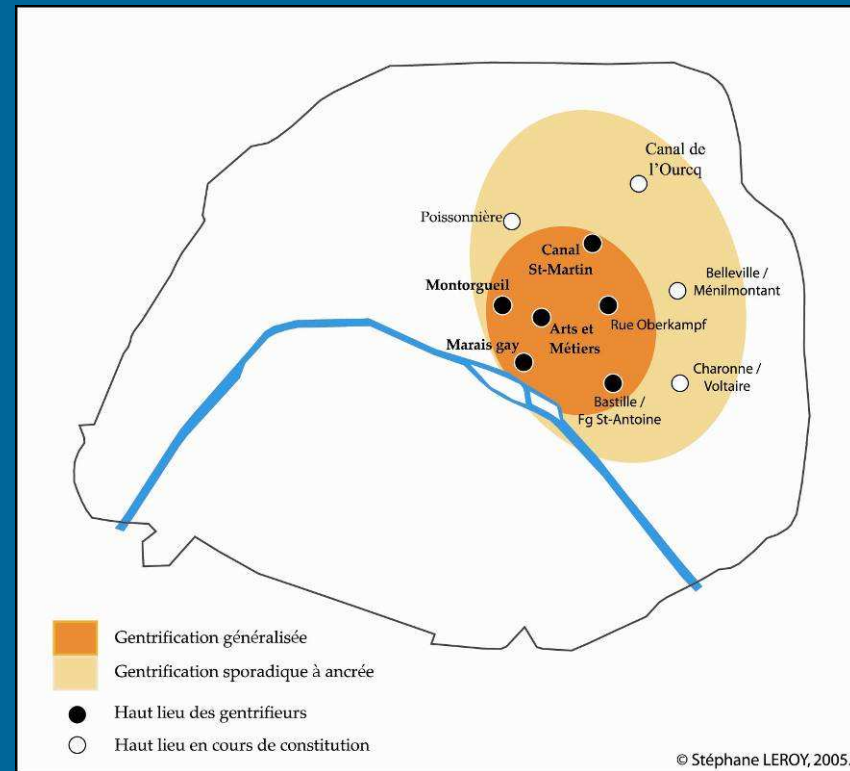 Canal de
l'Ourcq
Poissonnière
Canal
St-Martin
Belleville /
Ménilmontant
Montorgueil
Arts et
Métiers
Rue Oberkampf
Marais gay
Charonne /
Voltaire
Bastille /
Fg St-Antoine
Gentrification généralisée
Gentrification sporadique à ancrée
Haut lieu des gentrifieurs
Haut lieu en cours de constitution
© Stéphane LEROY, 2005.